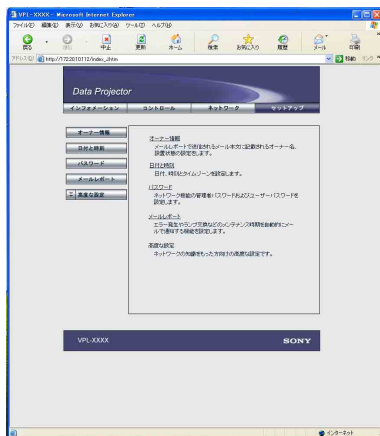 VPL-XXXX - Microsoft Internet Explorer
ファイル(F) 編集(E) 表示(V) お気に入り(A) ツール(T) ヘルプ(H)
戻る 進む 中止 更新 ホーム 検索 お気に入り 履歴 メール 印刷
アドレス(D) http://172.20.10.112/index_J.htm 移動 リンク
Data Projector
インフォメーション コントロール ネットワーク セットアップ
オーナー情報
日付と時刻
パスワード
メールレポート
高度な設定
オーナー情報
メールレポートで送信されるメール本文に記載されるオーナー名、
設置状態の設定をします。
日付と時刻
日付、時刻とタイムゾーンを設定します。
パスワード
ネットワーク機能の管理者パスワードおよびユーザーパスワードを
設定します。
メールレポート
エラー発生やランプ交換などのメンテナンス時期を自動的にメー
ルで通知する機能を設定します。
高度な設定
ネットワークの知識をもった方向けの高度な設定です。
VPL-XXXX SONY
インターネット